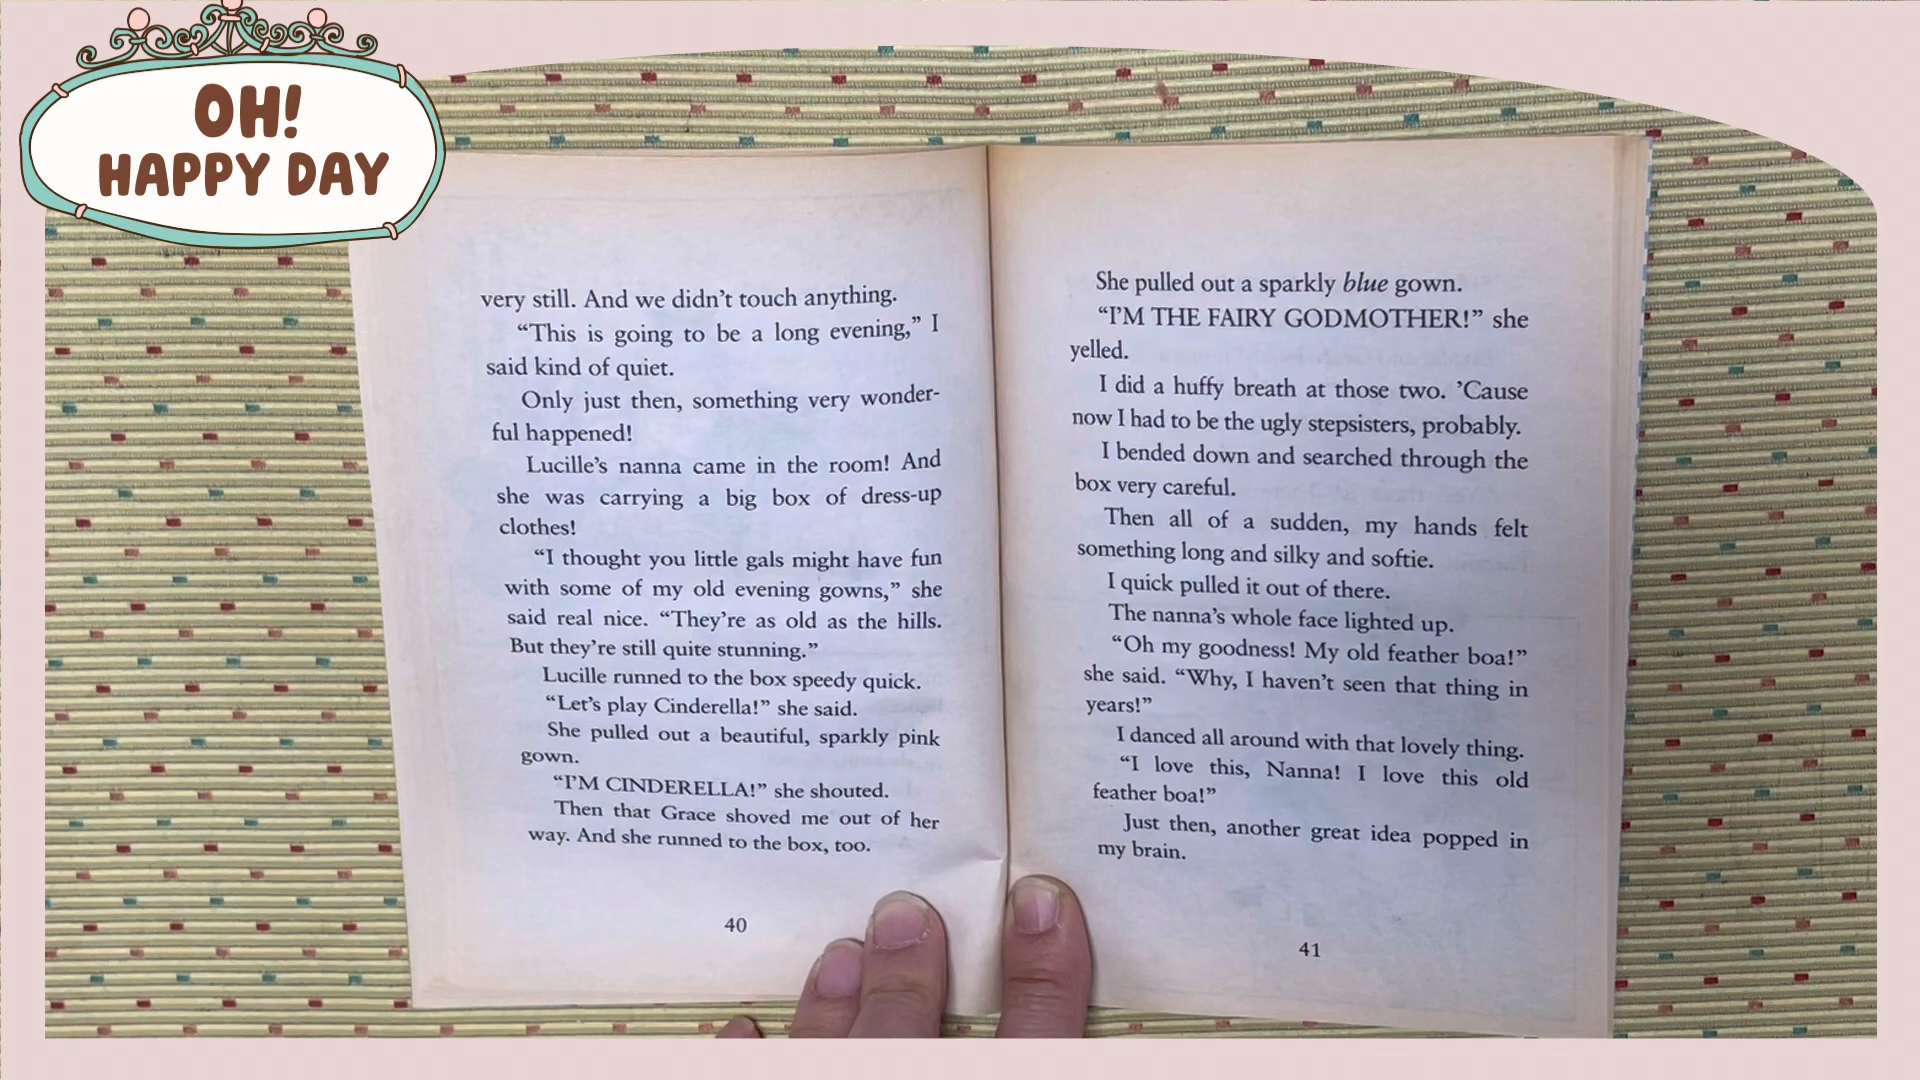 OH!
HAPPY DAY
very still. And we didn't touch anything.
“This is going to be a long evening,” I
said kind of quiet.
Only just then, something very wonder-
ful happened!
Lucille's nanna came in the room! And
she was carrying a big box of dress-up
clothes!
“I thought you little gals might have fun
with some of my old evening gowns,” she
said real nice. “They're as old as the hills.
But they're still quite stunning.”
Lucille runned to the box speedy quick.
“Let's play Cinderella!” she said.
She pulled out a beautiful, sparkly pink
gown.
“I'M CINDERELLA!” she shouted.
Then that Grace shoved me out of her
way. And she runned to the box, too.
40
She pulled out a sparkly blue gown.
“I'M THE FAIRY GODMOTHER!” she
yelled.
I did a huffy breath at those two. ’Cause
now I had to be the ugly stepsisters, probably.
I bended down and searched through the
box very careful.
Then all of a sudden, my hands felt
something long and silky and softie.
I quick pulled it out of there.
The nanna's whole face lighted up.
“Oh my goodness! My old feather boa!”
she said. “Why, I haven't seen that thing in
years!”
I danced all around with that lovely thing.
“I love this, Nanna! I love this old
feather boa!”
Just then, another great idea popped in
my brain.
41